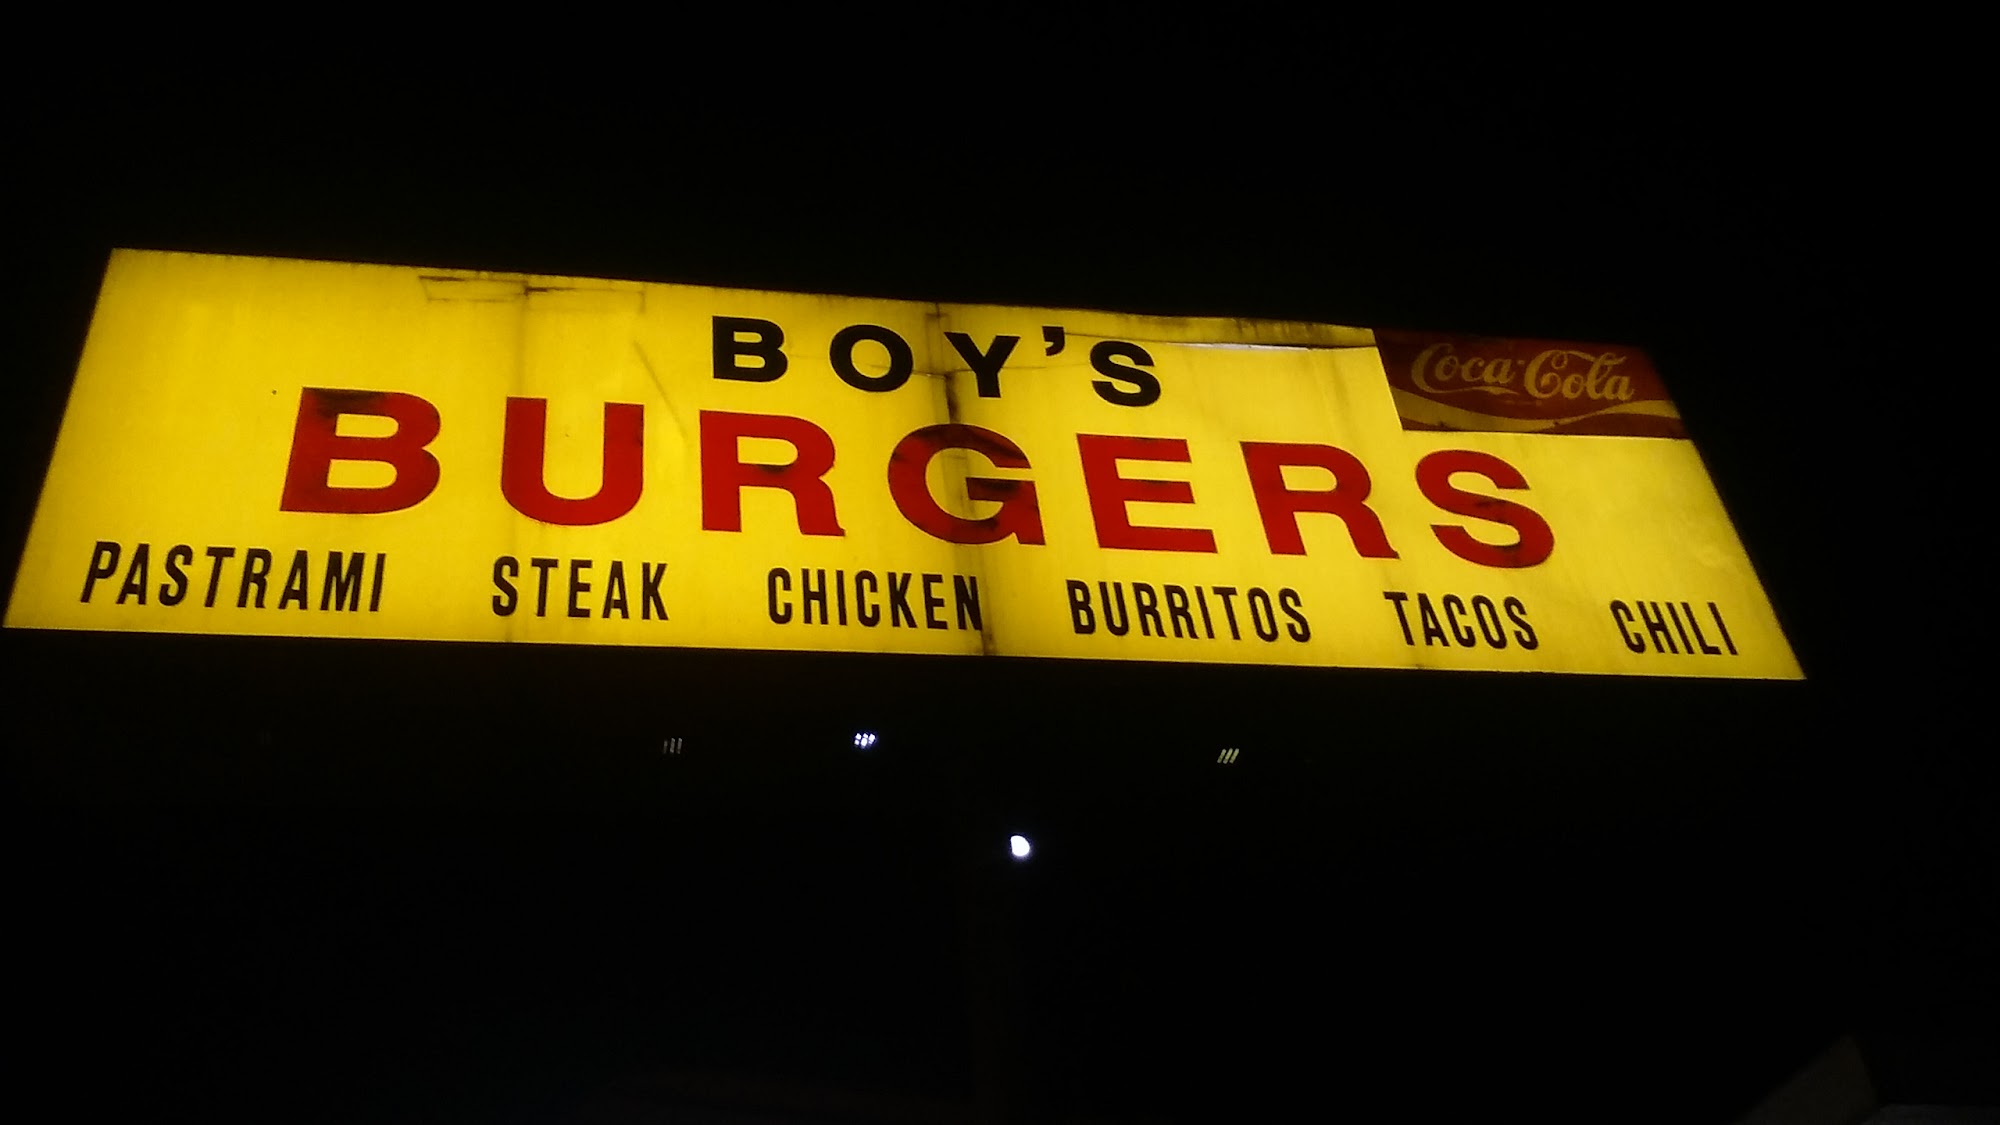 BOY'S
Coca-Cola
BURGERS
PASTRAMI STEAK CHICKEN BURRITOS TACOS CHILI